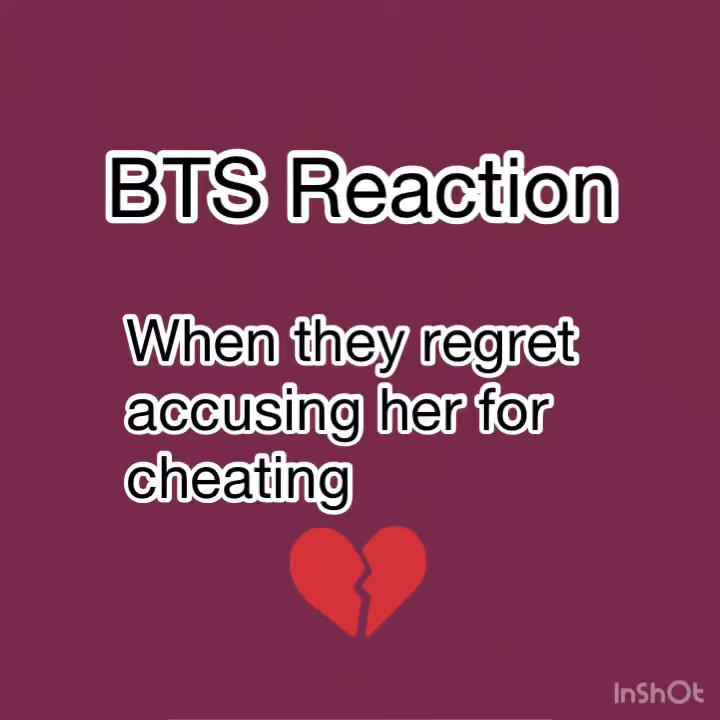 BTS Reaction
When they regret
accusing her for
cheating
InShOt